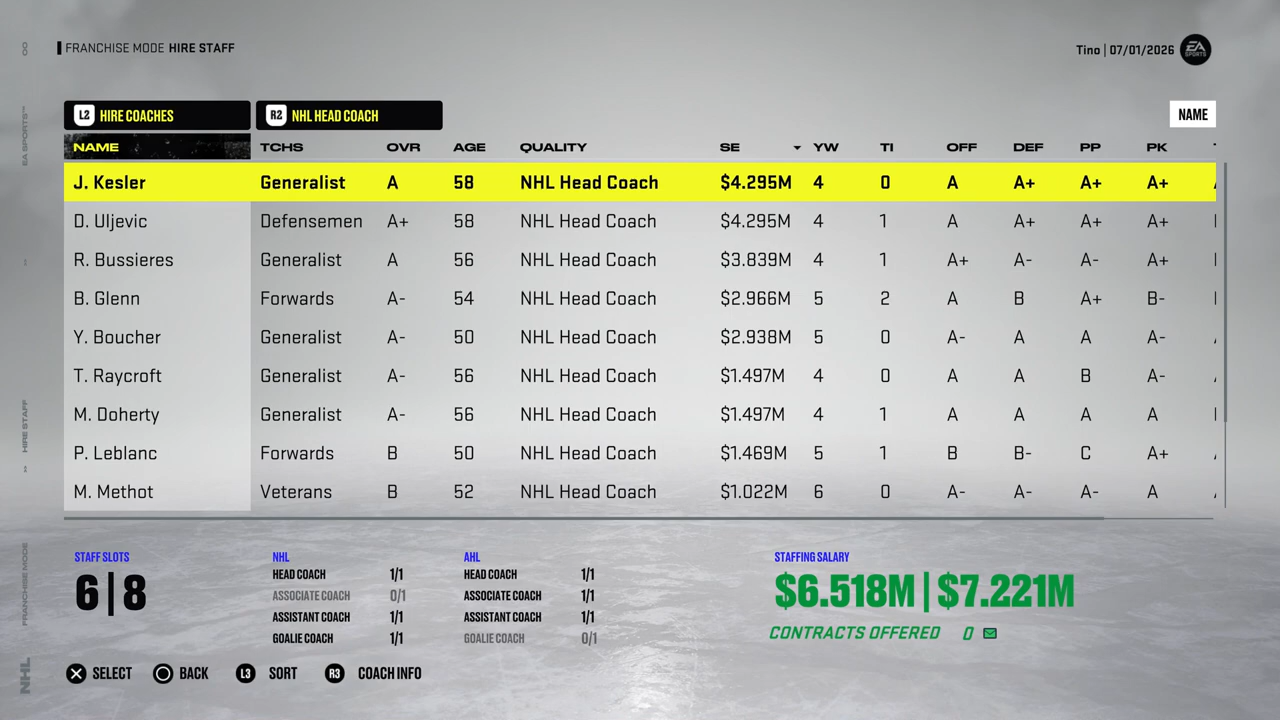 FRANCHISE MODE HIRE STAFF
Tino | 07/01/2026
EA SPORTS
L2 HIRE COACHES
R2 NHL HEAD COACH
NAME
NAME TCHS OVR AGE QUALITY SE YW TI OFF DEF PP PK
J. Kesler Generalist A 58 NHL Head Coach $4.295M 4 0 A A+ A+ A+
D. Uljevic Defensemen A+ 58 NHL Head Coach $4.295M 4 1 A A+ A+ A+
R. Bussieres Generalist A 56 NHL Head Coach $3.839M 4 1 A+ A- A- A+
B. Glenn Forwards A- 54 NHL Head Coach $2.966M 5 2 A B A+ B-
Y. Boucher Generalist A- 50 NHL Head Coach $2.938M 5 0 A- A A A-
T. Raycroft Generalist A- 56 NHL Head Coach $1.497M 4 0 A A B A-
M. Doherty Generalist A- 56 NHL Head Coach $1.497M 4 1 A A A A
P. Leblanc Forwards B 50 NHL Head Coach $1.469M 5 1 B B- C A+
M. Methot Veterans B 52 NHL Head Coach $1.022M 6 0 A- A- A- A
STAFF SLOTS
6|8
NHL
HEAD COACH 1/1
ASSOCIATE COACH 0/1
ASSISTANT COACH 1/1
GOALIE COACH 1/1
AHL
HEAD COACH 1/1
ASSOCIATE COACH 1/1
ASSISTANT COACH 1/1
GOALIE COACH 0/1
STAFFING SALARY
$6.518M | $7.221M
CONTRACTS OFFERED 0
SELECT
BACK
L3 SORT
R3 COACH INFO
EA SPORTS™
HIRE STAFF
FRANCHISE MODE
NHL